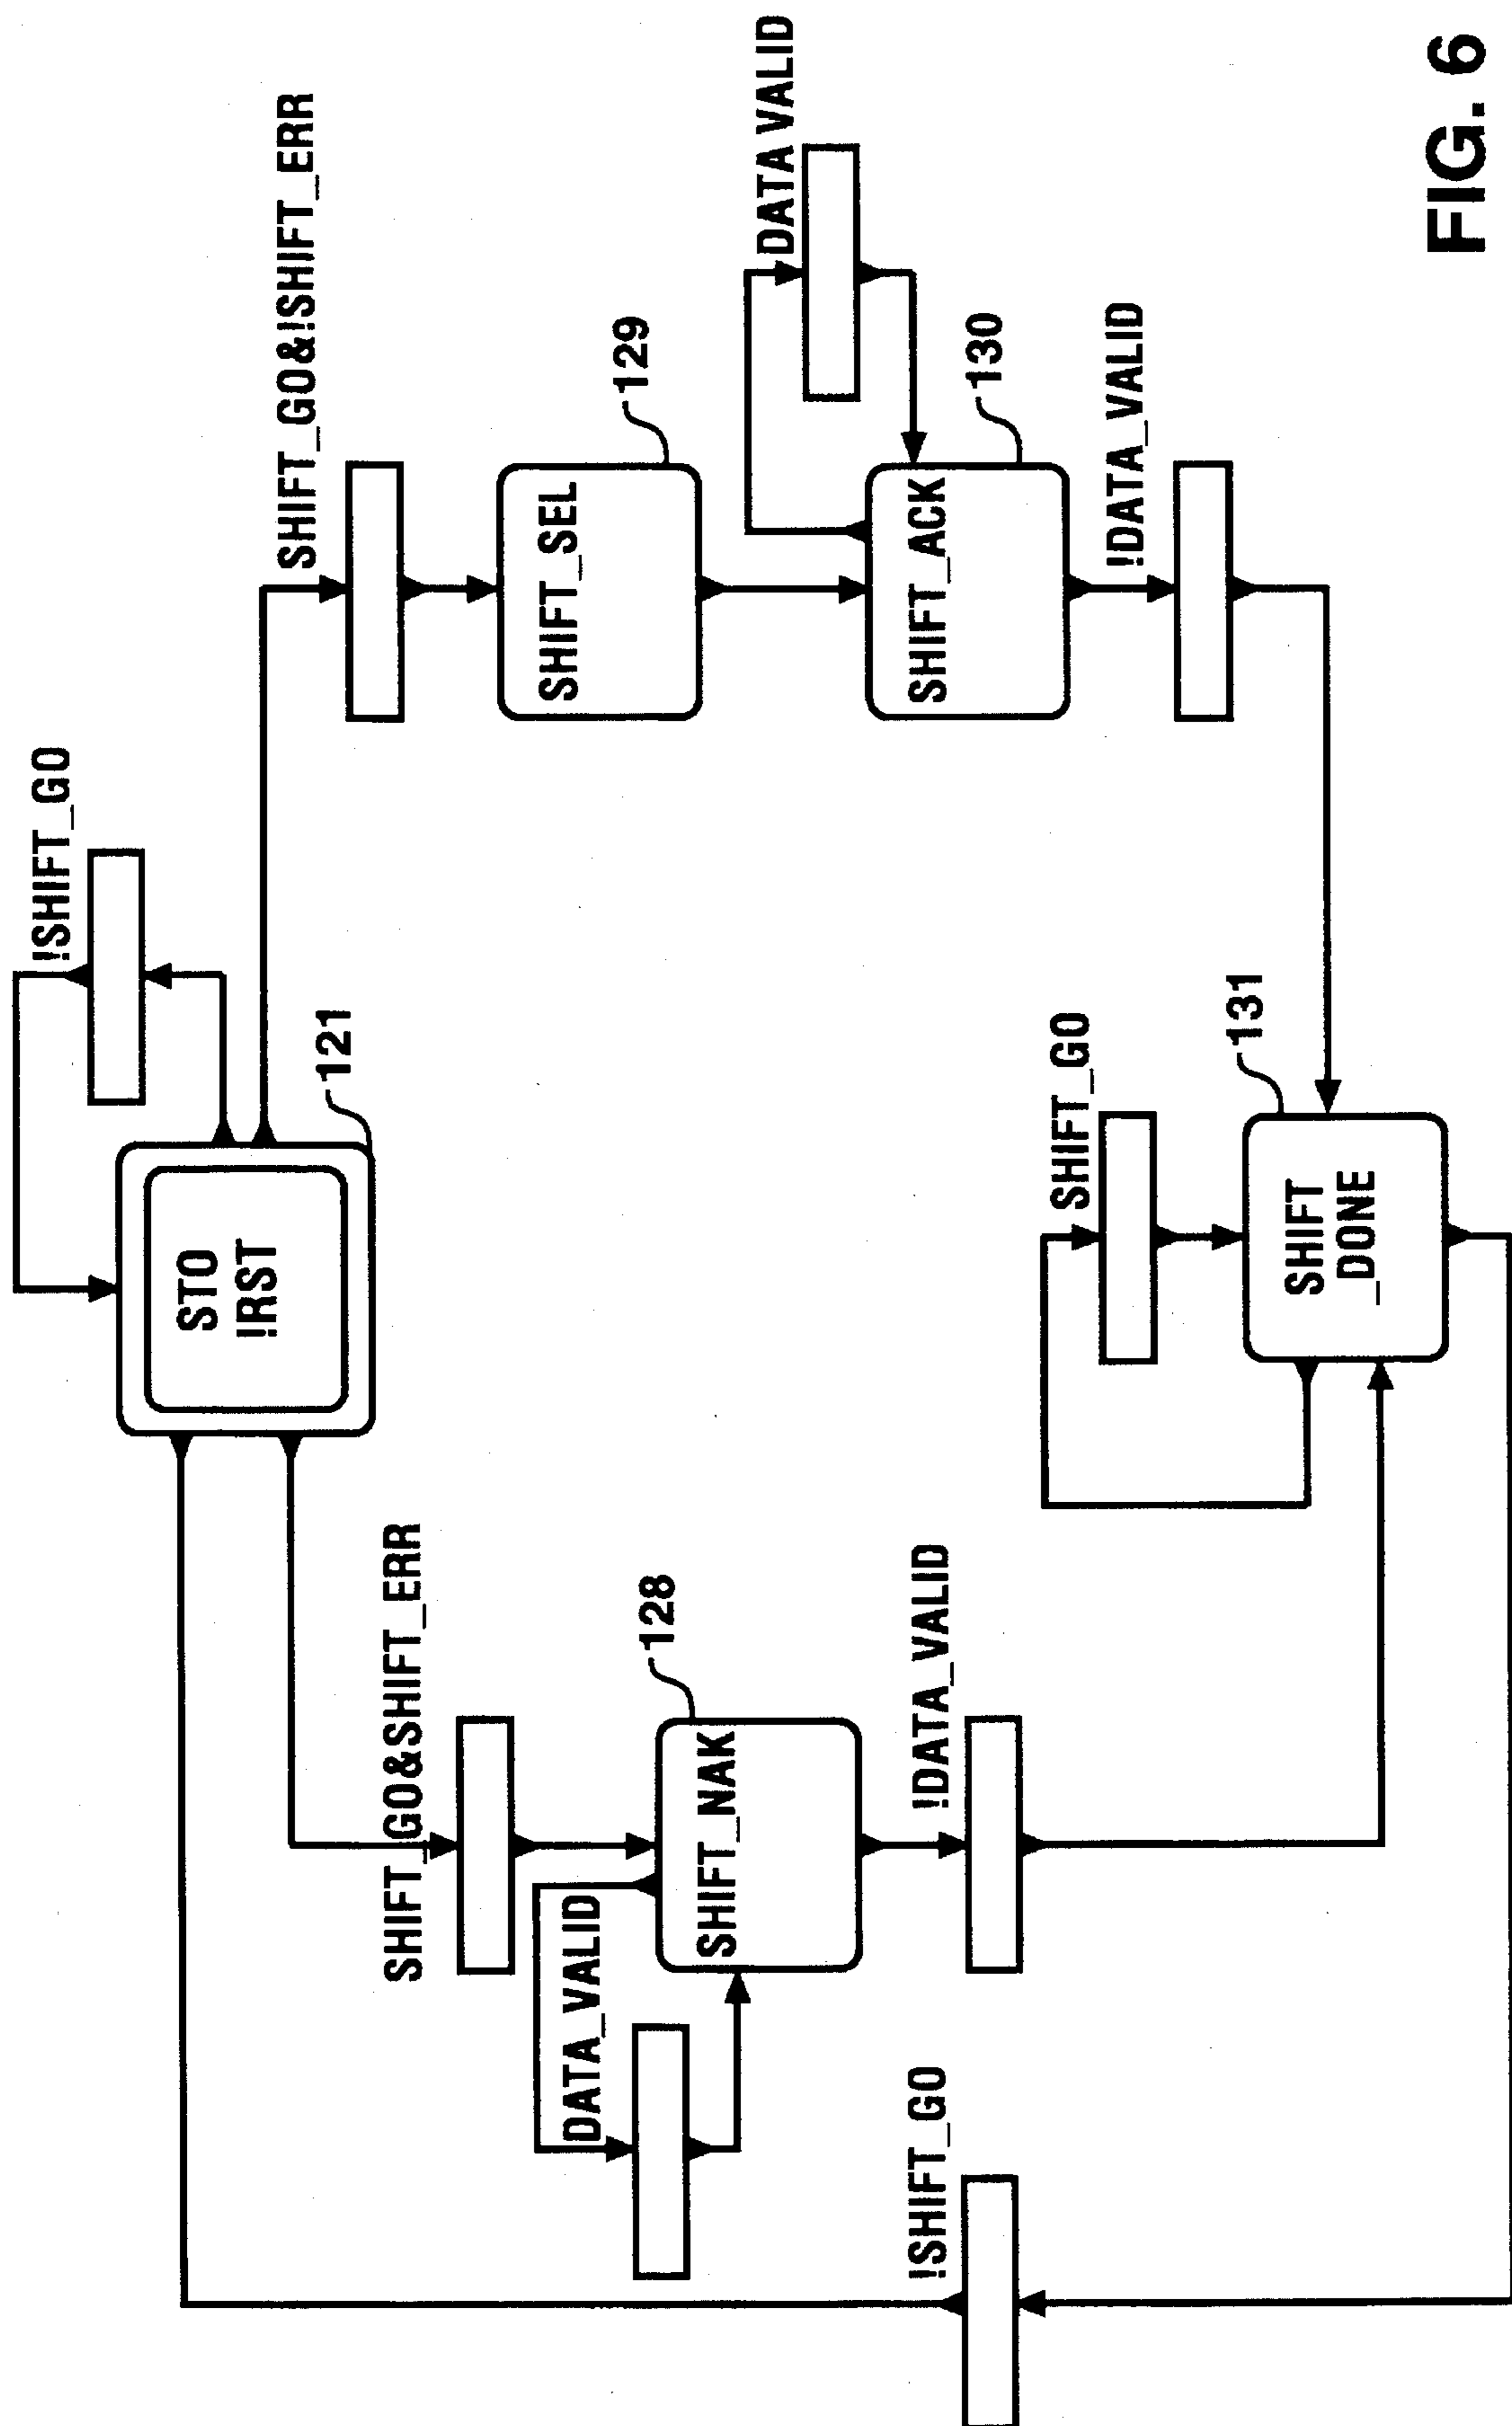 !SHIFT_GO
STO
!RST
121
SHIFT_GO&SHIFT_ERR
SHIFT_GO&!SHIFT_ERR
DATA_VALID
SHIFT_NAK
128
SHIFT_SEL
129
DATA VALID
SHIFT_ACK
130
!DATA_VALID
!DATA_VALID
!SHIFT_GO
SHIFT_GO
SHIFT
_DONE
131
FIG. 6